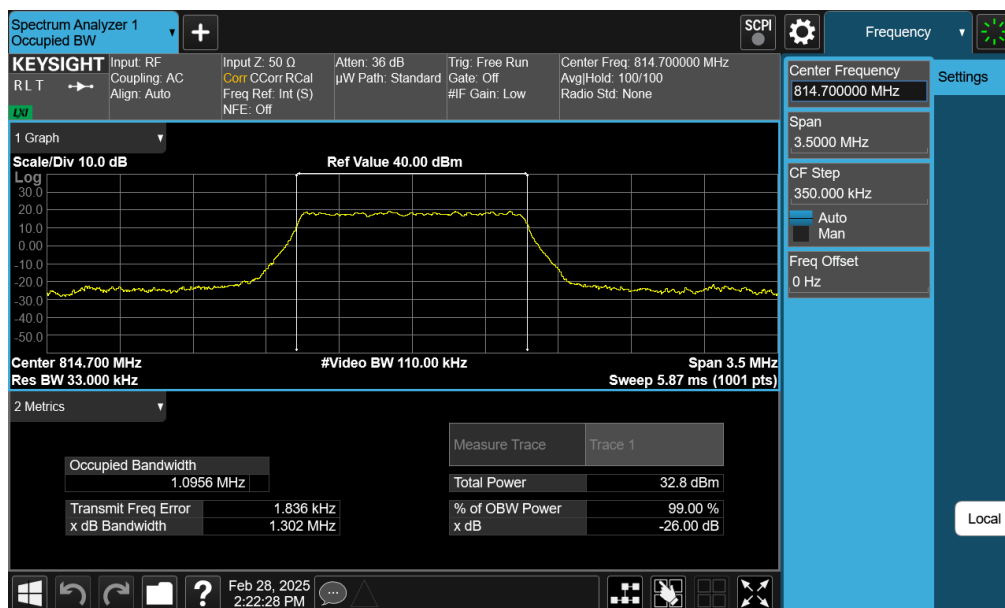 Spectrum Analyzer 1
Occupied BW
+
SCPI
Frequency
KEYSIGHT
RLT
LXI
Input: RF
Coupling: AC
Align: Auto
Input Z: 50 Ω
Corr CCorr RCal
Freq Ref: Int (S)
NFE: Off
Atten: 36 dB
µW Path: Standard
Trig: Free Run
Gate: Off
#IF Gain: Low
Center Freq: 814.700000 MHz
Avg|Hold: 100/100
Radio Std: None
Center Frequency
814.700000 MHz
Settings
Span
3.5000 MHz
CF Step
350.000 kHz
Auto
Man
Freq Offset
0 Hz
Local
1 Graph
Scale/Div 10.0 dB
Ref Value 40.00 dBm
Log
30.0
20.0
10.0
0.00
-10.0
-20.0
-30.0
-40.0
-50.0
Center 814.700 MHz
#Video BW 110.00 kHz
Span 3.5 MHz
Res BW 33.000 kHz
Sweep 5.87 ms (1001 pts)
2 Metrics
Measure Trace Trace 1
Occupied Bandwidth
1.0956 MHz
Total Power 32.8 dBm
Transmit Freq Error 1.836 kHz
% of OBW Power 99.00 %
x dB Bandwidth 1.302 MHz
x dB -26.00 dB
?
Feb 28, 2025
2:22:28 PM